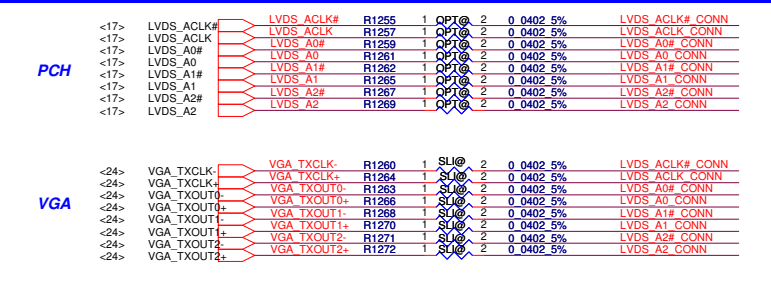 <17> LVDS_ACLK# LVDS_ACLK# R1255 1 OPT@ 2 0_0402_5% LVDS_ACLK#_CONN
<17> LVDS_ACLK LVDS_ACLK R1257 1 OPT@ 2 0_0402_5% LVDS_ACLK_CONN
<17> LVDS_A0# LVDS_A0# R1259 1 OPT@ 2 0_0402_5% LVDS_A0#_CONN
<17> LVDS_A0 LVDS_A0 R1261 1 OPT@ 2 0_0402_5% LVDS_A0_CONN
PCH
<17> LVDS_A1# LVDS_A1# R1262 1 OPT@ 2 0_0402_5% LVDS_A1#_CONN
<17> LVDS_A1 LVDS_A1 R1265 1 OPT@ 2 0_0402_5% LVDS_A1_CONN
<17> LVDS_A2# LVDS_A2# R1267 1 OPT@ 2 0_0402_5% LVDS_A2#_CONN
<17> LVDS_A2 LVDS_A2 R1269 1 OPT@ 2 0_0402_5% LVDS_A2_CONN
<24> VGA_TXCLK- VGA_TXCLK- R1260 1 SLI@ 2 0_0402_5% LVDS_ACLK#_CONN
<24> VGA_TXCLK+ VGA_TXCLK+ R1264 1 SLI@ 2 0_0402_5% LVDS_ACLK_CONN
<24> VGA_TXOUT0- VGA_TXOUT0- R1263 1 SLI@ 2 0_0402_5% LVDS_A0#_CONN
<24> VGA_TXOUT0+ VGA_TXOUT0+ R1266 1 SLI@ 2 0_0402_5% LVDS_A0_CONN
VGA
<24> VGA_TXOUT1- VGA_TXOUT1- R1268 1 SLI@ 2 0_0402_5% LVDS_A1#_CONN
<24> VGA_TXOUT1+ VGA_TXOUT1+ R1270 1 SLI@ 2 0_0402_5% LVDS_A1_CONN
<24> VGA_TXOUT2- VGA_TXOUT2- R1271 1 SLI@ 2 0_0402_5% LVDS_A2#_CONN
<24> VGA_TXOUT2+ VGA_TXOUT2+ R1272 1 SLI@ 2 0_0402_5% LVDS_A2_CONN